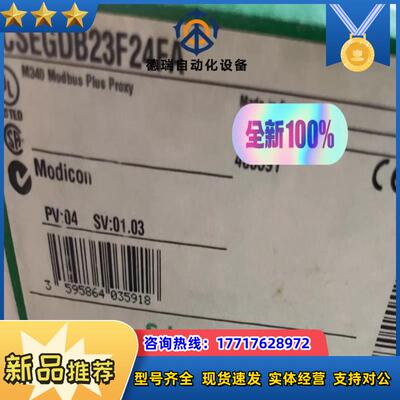 CSEGDB23F24FA
德瑞自动化设备
M340 Modbus Plus Proxy
LISTED
全新100%
Modicon
PV:04 SV:01.03
3 595864 035918
咨询热线：17717628972
新品推荐
型号齐全 现货速发 实体经营 支持对公